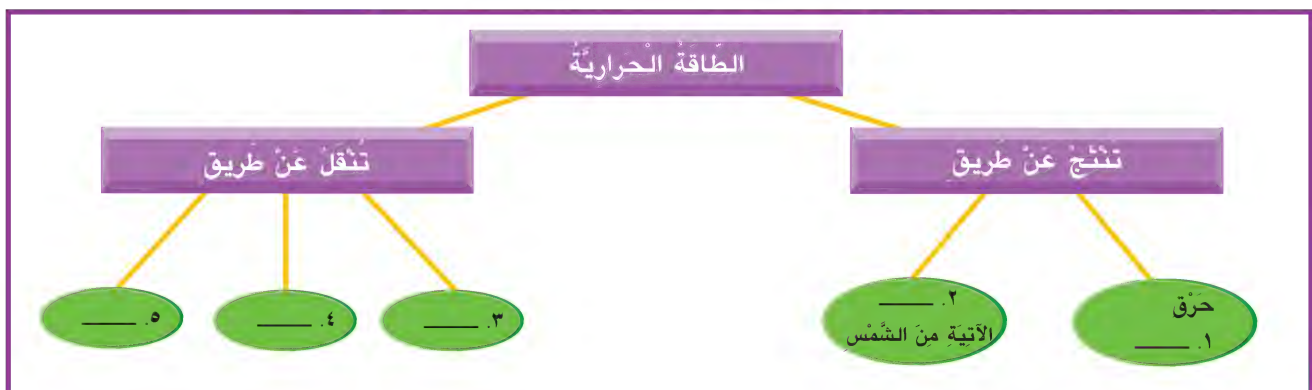 الطَّاقَةُ الْحَرارِيَّةُ
تَنْتُجُ عَنْ طَريق
تُنْقَلُ عَنْ طَريق
حَرْق
١. ____
٢. ____
الآتِيَةِ مِنَ الشَّمْسِ
٣. ____
٤. ____
٥. ____